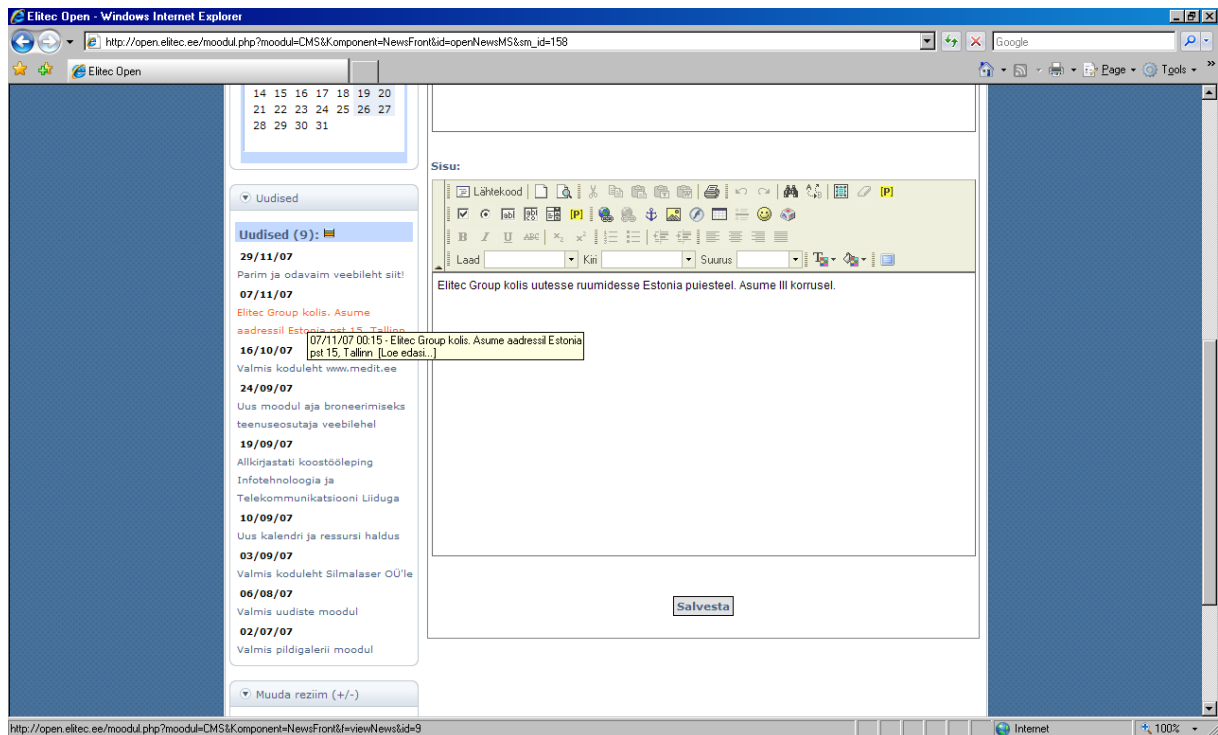 Elitec Open - Windows Internet Explorer
http://open.elitec.ee/moodul.php?moodul=CMS&Komponent=NewsFront&id=openNewsMS&sm_id=158
Google
Elitec Open
Page
Tools
14 15 16 17 18 19 20
21 22 23 24 25 26 27
28 29 30 31
Uudised
Uudised (9):
29/11/07
Parim ja odavaim veebileht siit!
07/11/07
Elitec Group kolis. Asume
aadressil Estonia pst 15, Tallinn
07/11/07 00:15 - Elitec Group kolis. Asume aadressil Estonia
pst 15, Tallinn [Loe edasi...]
16/10/07
Valmis koduleht www.medit.ee
24/09/07
Uus moodul aja broneerimiseks
teenuseosutaja veebilehel
19/09/07
Allkirjastati koostööleping
Infotehnoloogia ja
Telekommunikatsiooni Liiduga
10/09/07
Uus kalendri ja ressursi haldus
03/09/07
Valmis koduleht Silmalaser OÜ'le
06/08/07
Valmis uudiste moodul
02/07/07
Valmis pildigalerii moodul
Muuda reziim (+/-)
Sisu:
Lähtekood
[P]
[P]
B I U ABC x₂ x²
Laad Kiri Suurus
Elitec Group kolis uutesse ruumidesse Estonia puiesteel. Asume III korrusel.
Salvesta
http://open.elitec.ee/moodul.php?moodul=CMS&Komponent=NewsFront&f=viewNews&id=9
Internet
100%